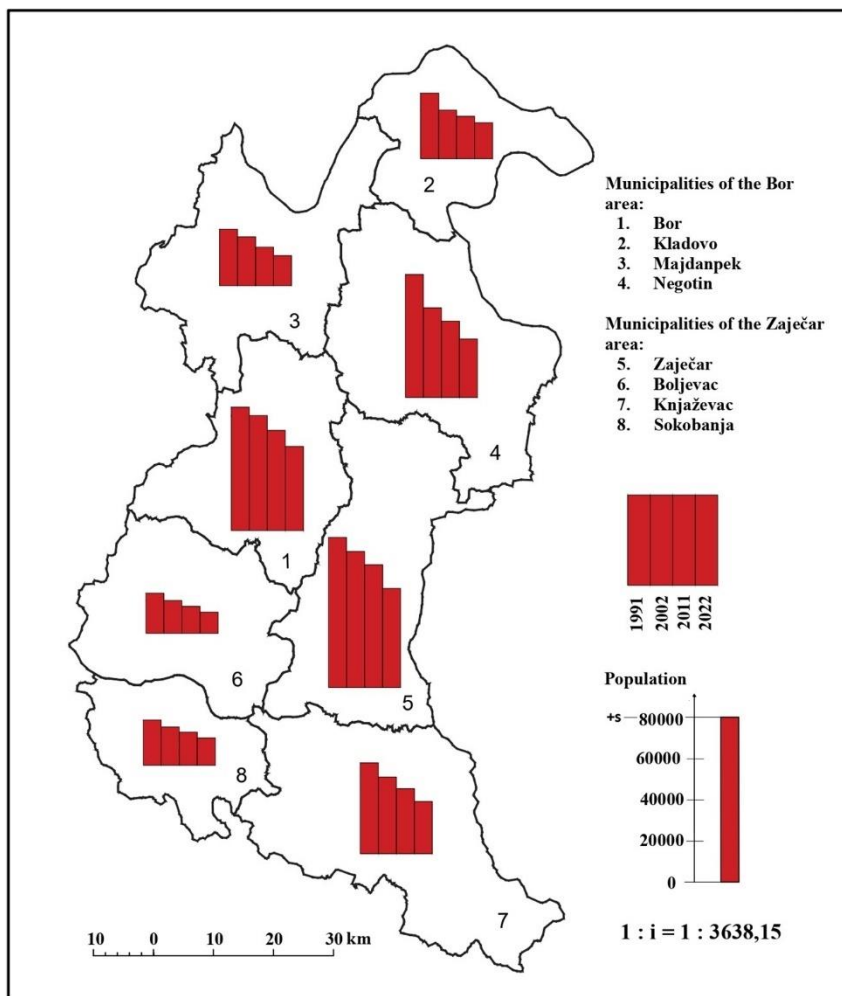 2
3
4
1
6
5
8
7
Municipalities of the Bor
area:
1. Bor
2. Kladovo
3. Majdanpek
4. Negotin
Municipalities of the Zaječar
area:
5. Zaječar
6. Boljevac
7. Knjaževac
8. Sokobanja
1991 2002 2011 2022
Population
+s 80000
60000
40000
20000
0
10 0 10 20 30 km
1 : i = 1 : 3638,15